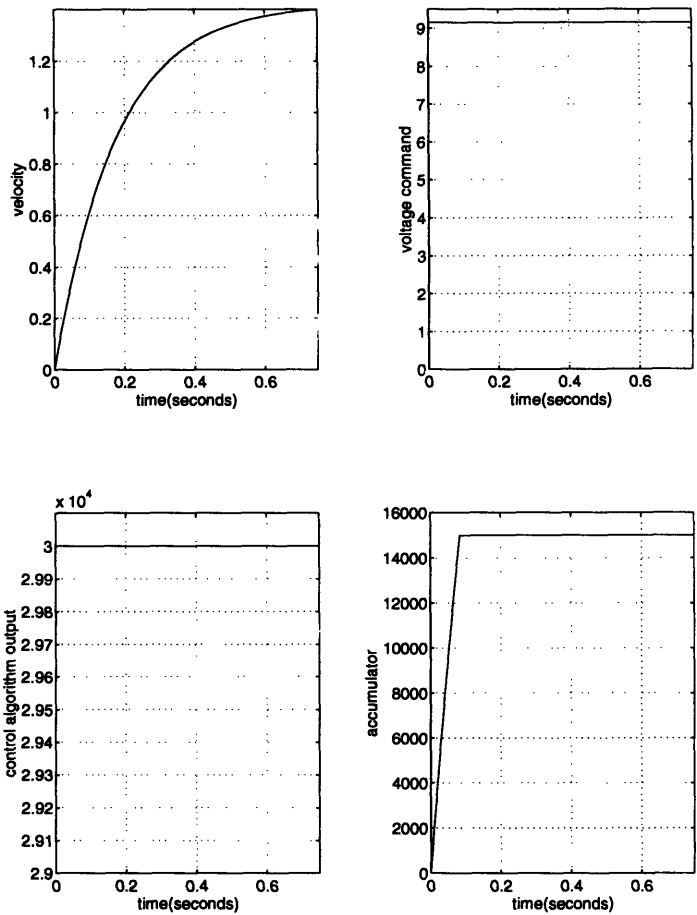 velocity
1.2
1
0.8
0.6
0.4
0.2
0
0 0.2 0.4 0.6
time(seconds)
voltage command
9
8
7
6
5
4
3
2
1
0
0 0.2 0.4 0.6
time(seconds)
x 10^4
control algorithm output
3
2.99
2.98
2.97
2.96
2.95
2.94
2.93
2.92
2.91
2.9
0 0.2 0.4 0.6
time(seconds)
accumulator
16000
14000
12000
10000
8000
6000
4000
2000
0
0 0.2 0.4 0.6
time(seconds)